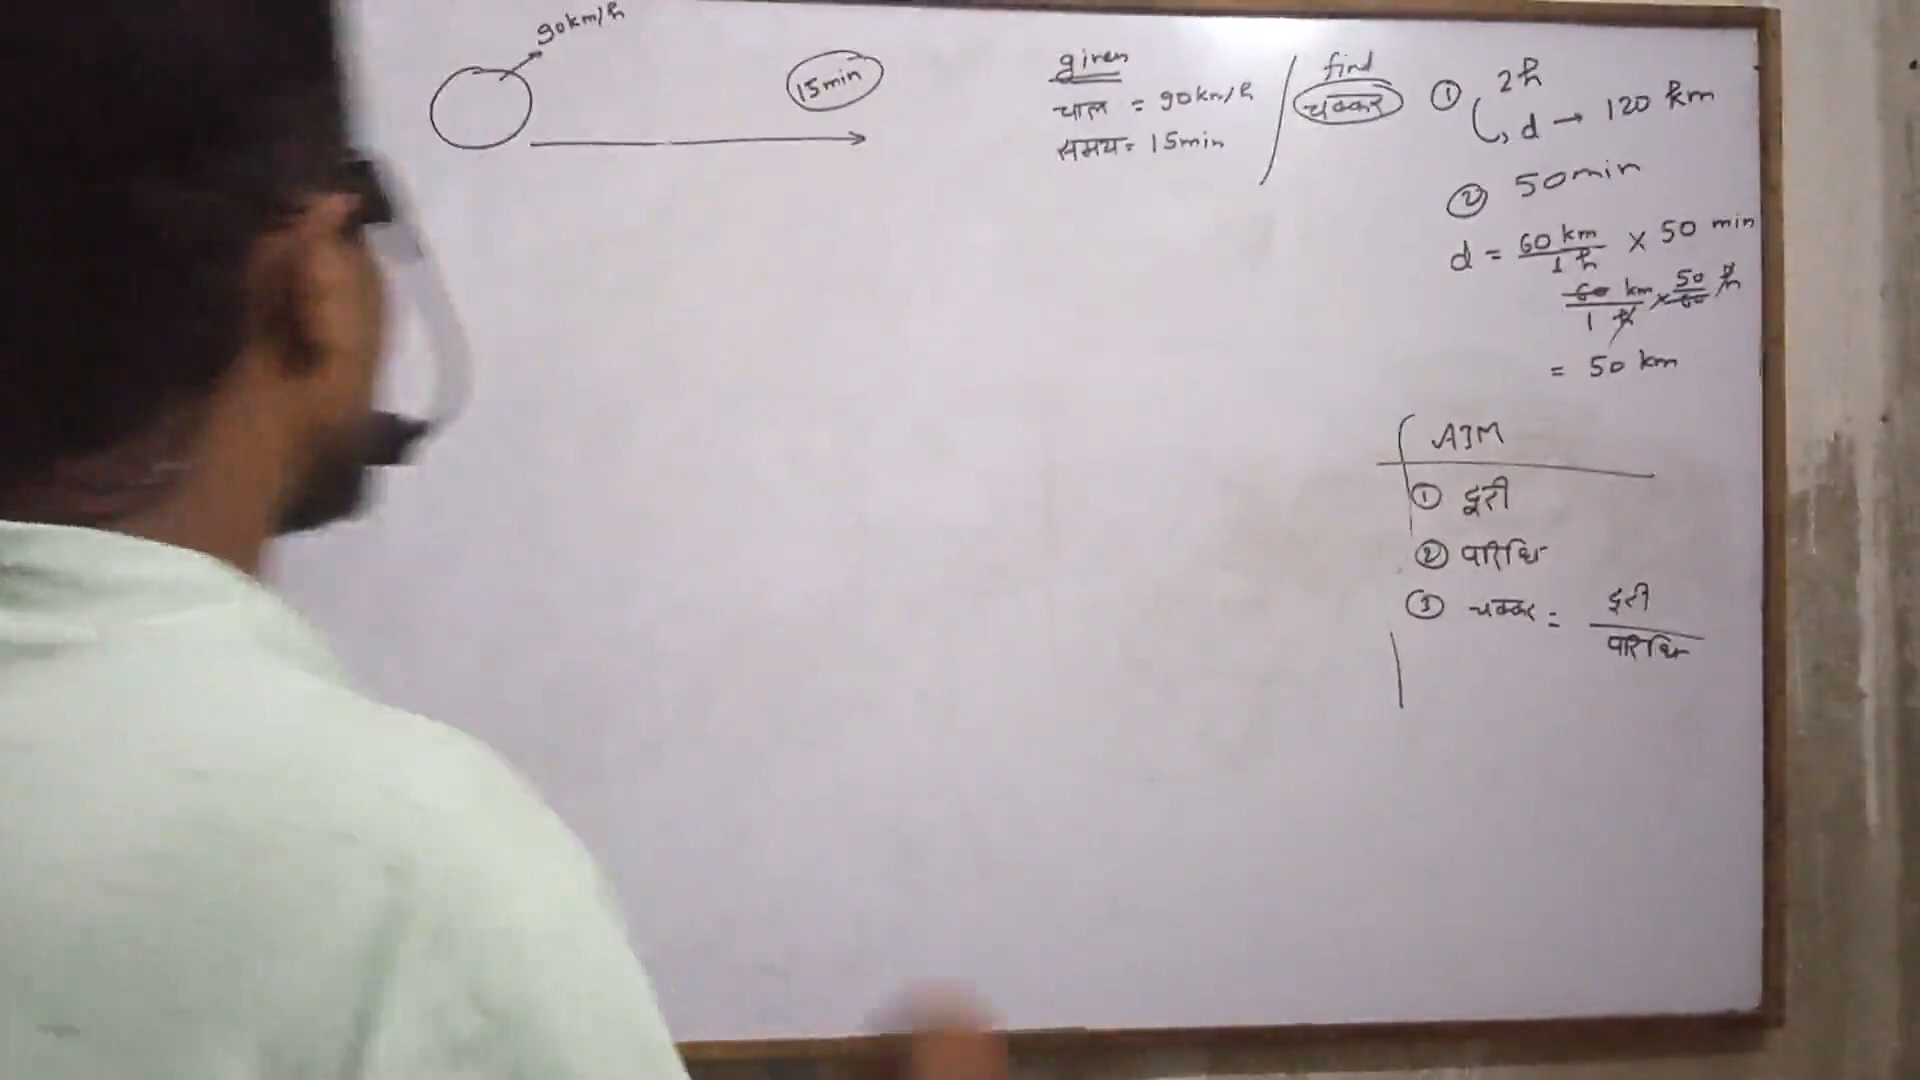 90km/h
15min
given
चाल = 90km/h
समय = 15min
find
चक्कर
① 2h
d → 120 km
② 50min
d = 60 km / 1 h × 50 min
60 km / 1 h × 50 / 60 h
= 50 km
AIM
① दूरी
② परिधि
③ चक्कर = दूरी / परिधि